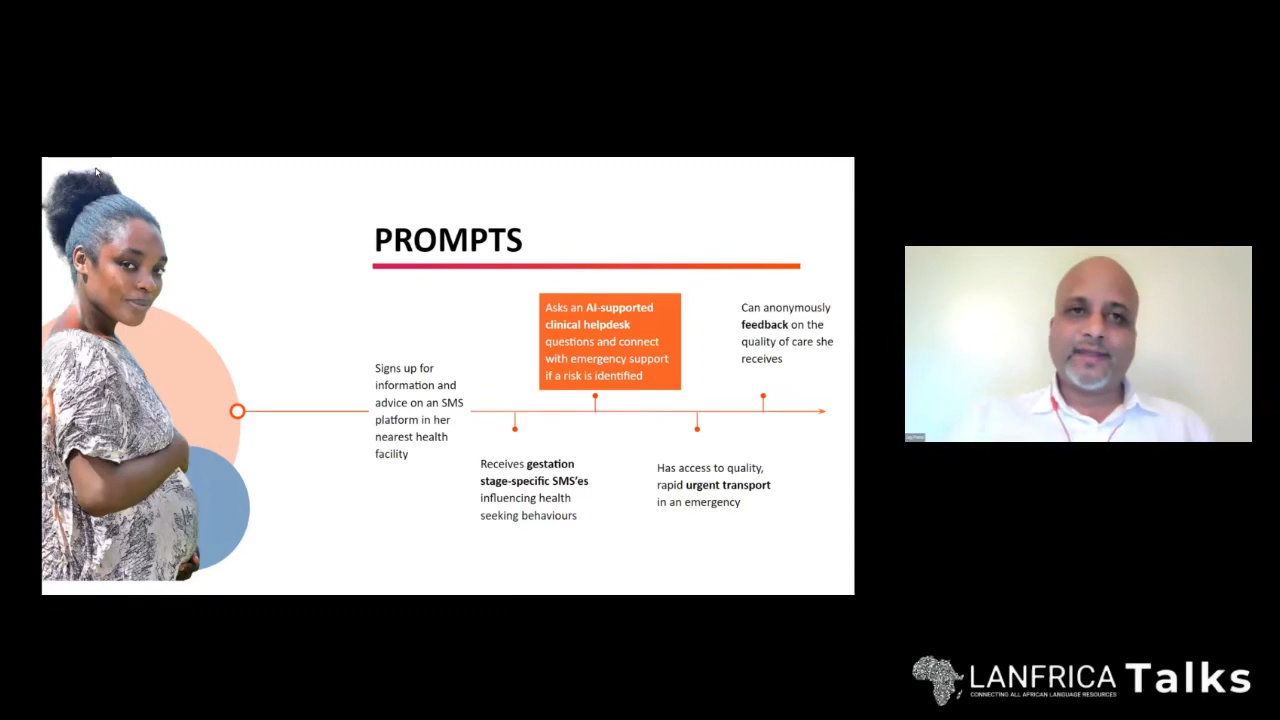 PROMPTS
Signs up for
information and
advice on an SMS
platform in her
nearest health
facility
Receives gestation
stage-specific SMS'es
influencing health
seeking behaviours
Asks an AI-supported
clinical helpdesk
questions and connect
with emergency support
if a risk is identified
Has access to quality,
rapid urgent transport
in an emergency
Can anonymously
feedback on the
quality of care she
receives
LANFRICA Talks
CONNECTING ALL AFRICAN LANGUAGE RESOURCES